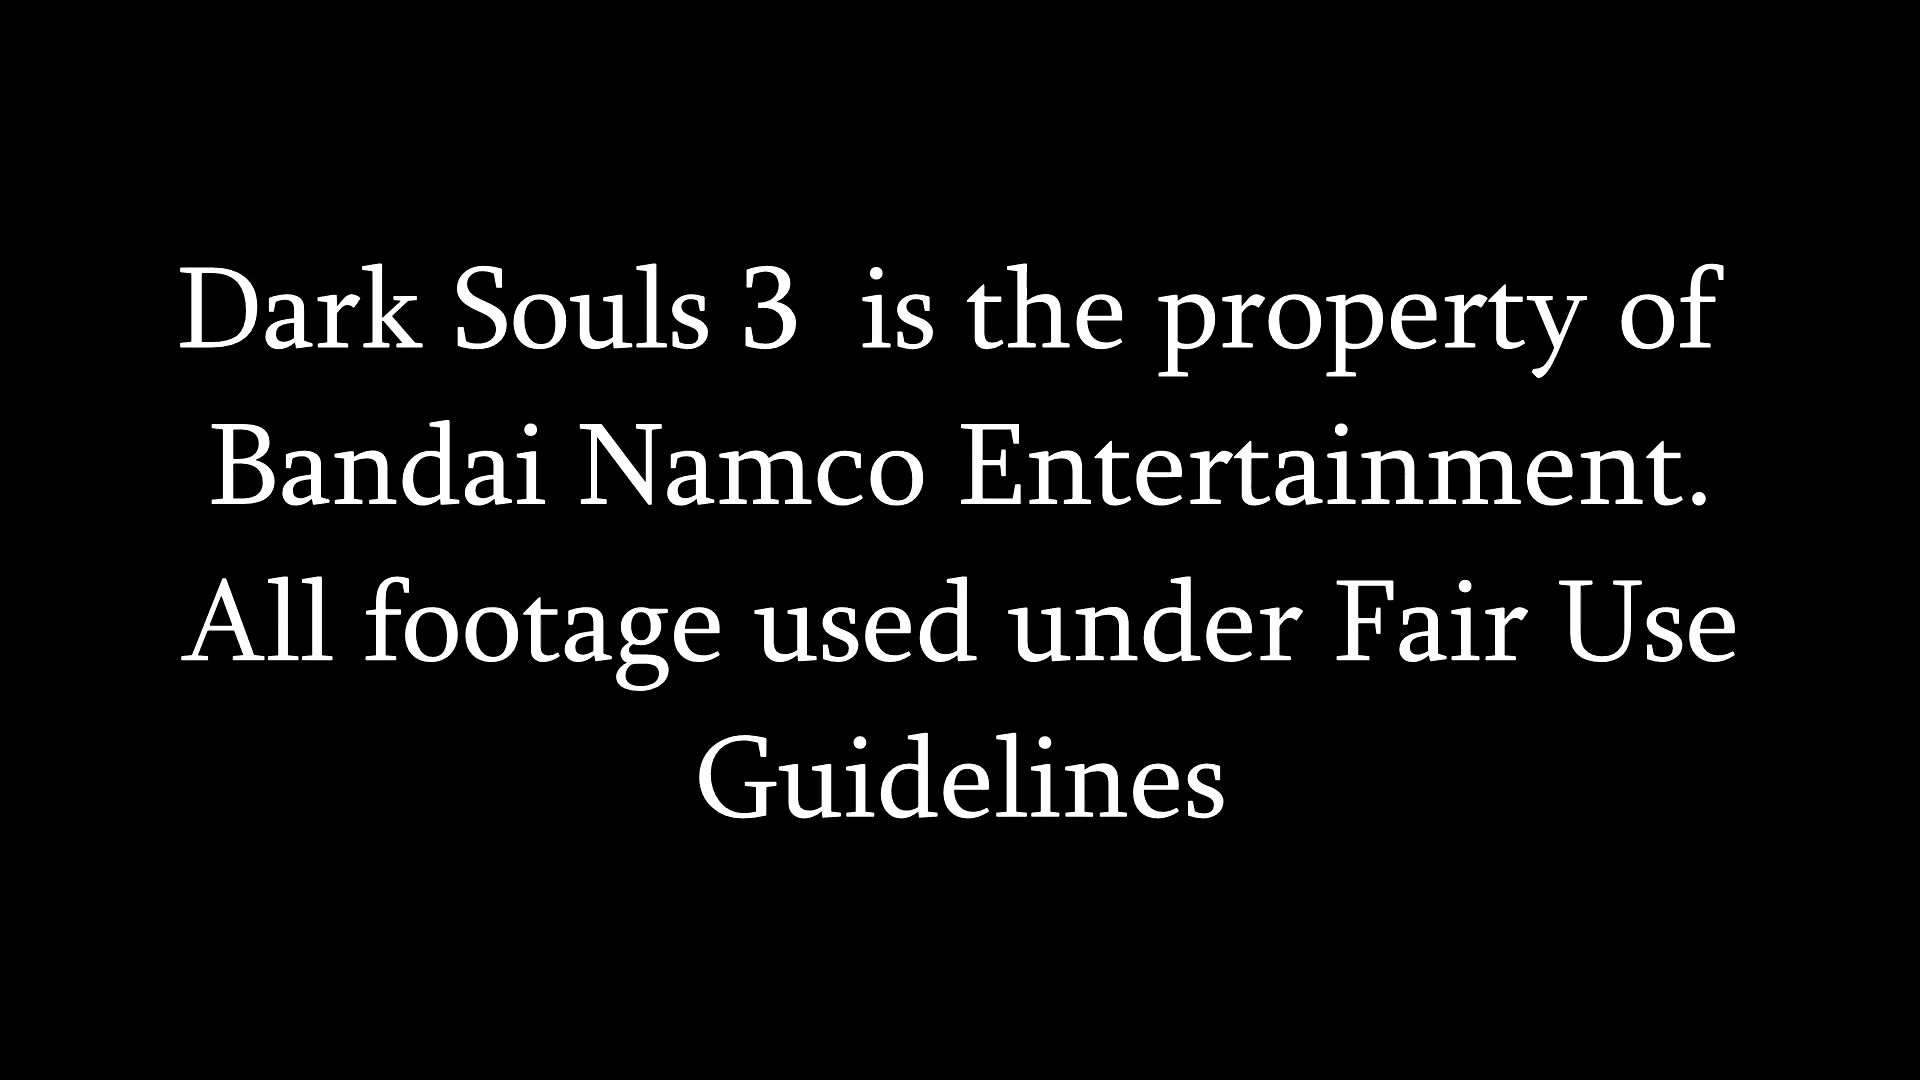 Dark Souls 3  is the property of
Bandai Namco Entertainment.
All footage used under Fair Use
Guidelines